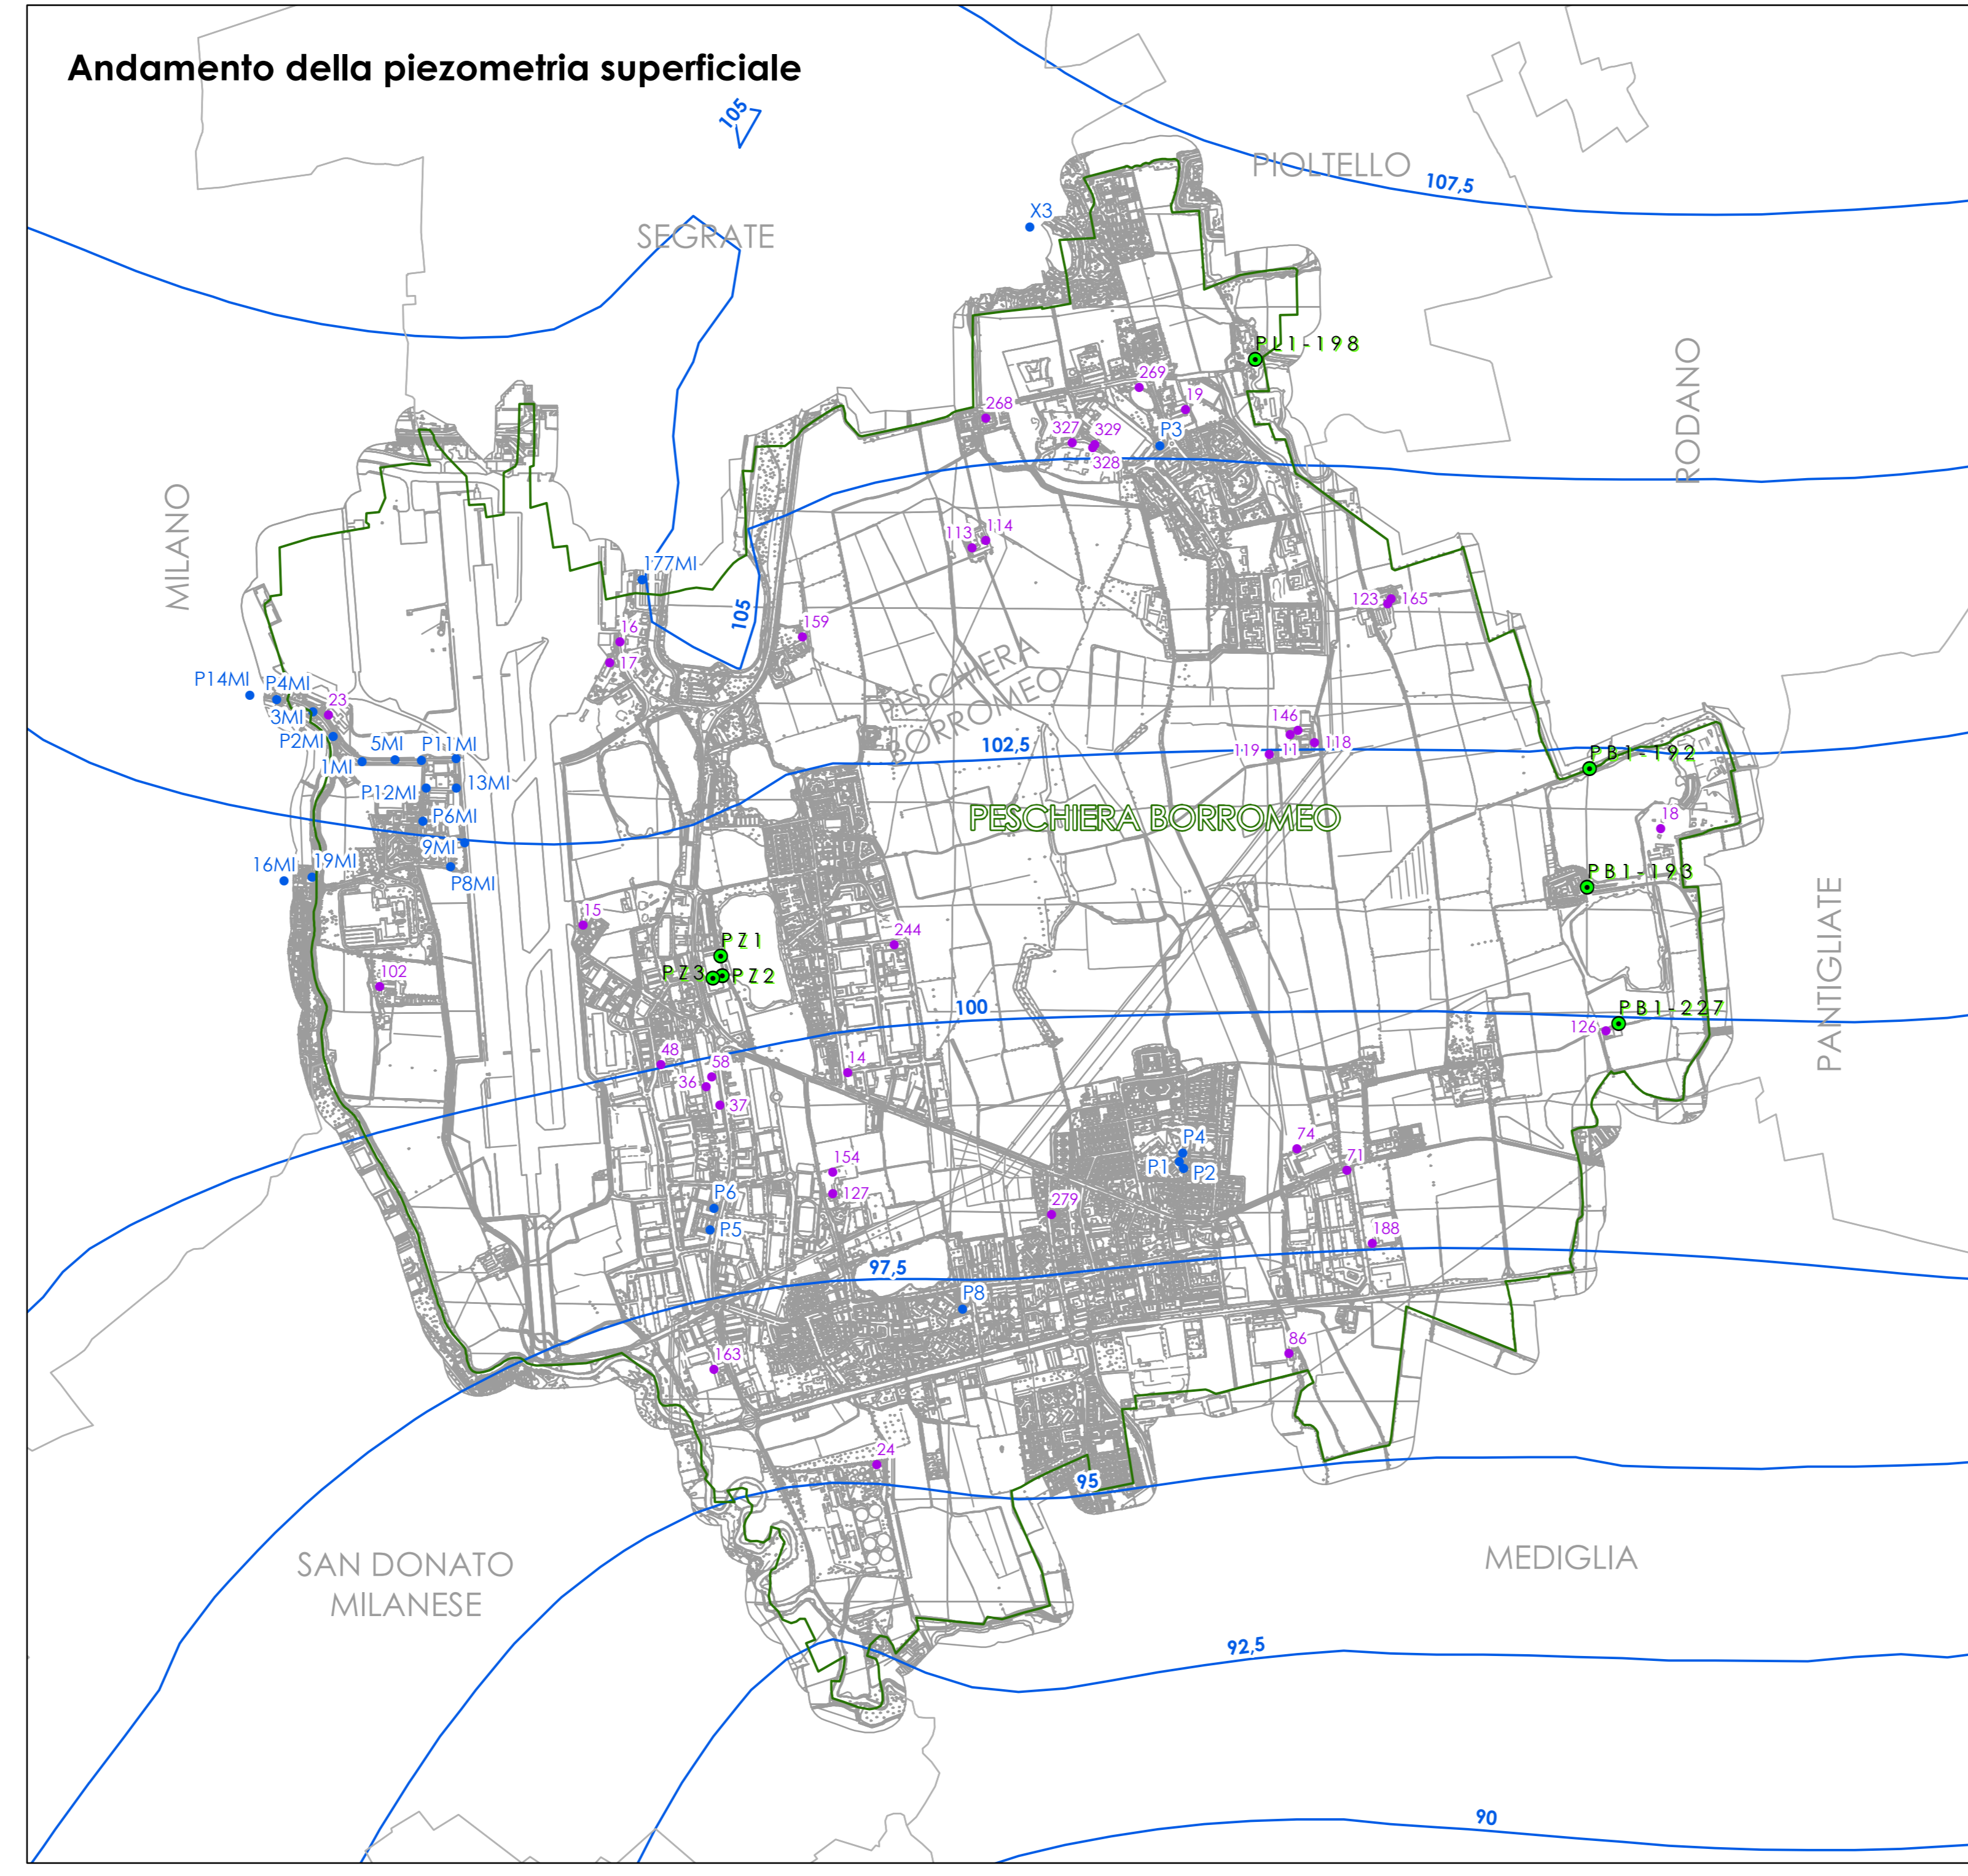 Andamento della piezometria superficiale
105
PIOLTELLO
107,5
X3
SEGRATE
PL1-198
RODANO
269
19
268
327
329
P3
328
MILANO
114
113
177MI
105
123
165
16
159
17
PESCHIERA
BORROMEO
P14MI
P4MI
23
3MI
146
P2MI
5MI
P11MI
102,5
119
11
118
PB1-192
1MI
P12MI
13MI
P6MI
PESCHIERA BORROMEO
18
9MI
16MI
19MI
P8MI
PB1-193
15
244
PZ1
PANTIGLIATE
102
PZ3
PZ2
100
PB1-227
126
48
58
14
36
37
P4
74
P1
P2
71
154
127
P6
279
P5
188
97,5
P8
163
86
24
95
SAN DONATO
MILANESE
MEDIGLIA
92,5
90